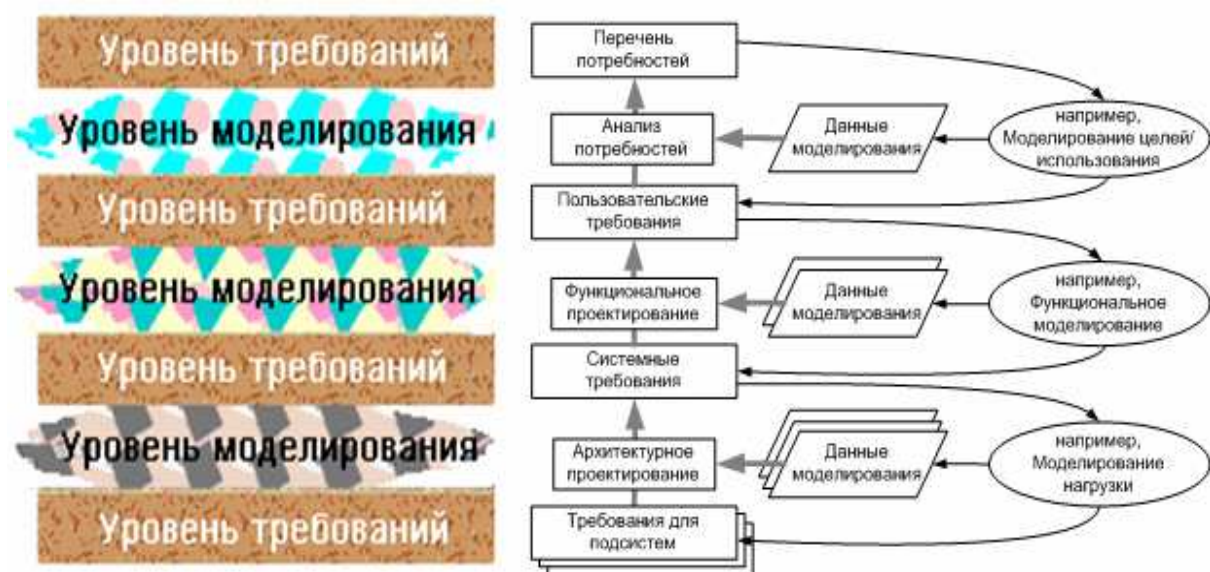 Уровень требований
Уровень моделирования
Уровень требований
Уровень моделирования
Уровень требований
Уровень моделирования
Уровень требований
Перечень
потребностей
Анализ
потребностей
Данные
моделирования
например,
Моделирование целей/
использования
Пользовательские
требования
Функциональное
проектирование
Данные
моделирования
например,
Функциональное
моделирование
Системные
требования
Архитектурное
проектирование
Данные
моделирования
например,
Моделирование
нагрузки
Требования для
подсистем